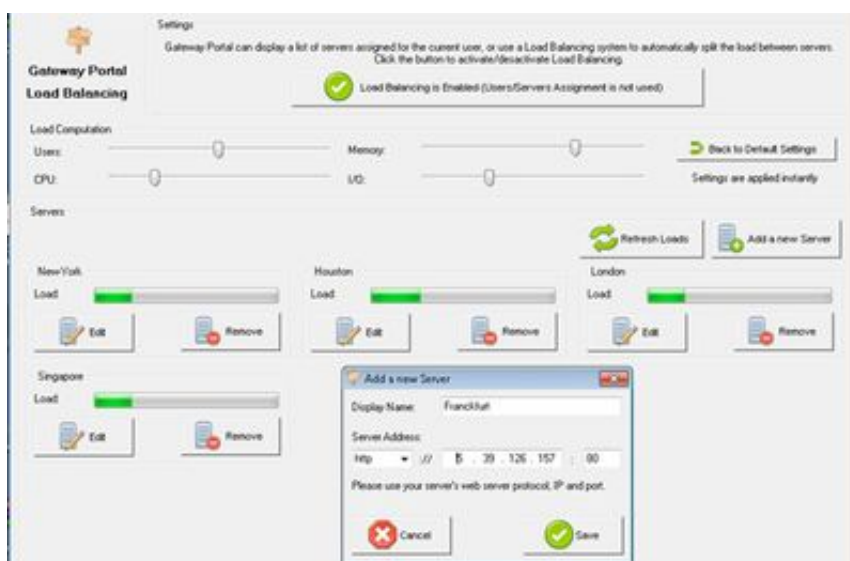 Settings
Gateway Portal can display a list of servers assigned for the current user, or use a Load Balancing system to automatically split the load between servers.
Click the button to activate/desactivate Load Balancing.
Gateway Portal
Load Balancing
Load Balancing is Enabled (Users/Servers Assignment is not used)
Load Computation
Users:
Memory:
Back to Default Settings
CPU:
I/O:
Settings are applied instantly
Servers
Refresh Loads
Add a new Server
New York
Houston
London
Load
Load
Load
Edit
Remove
Edit
Remove
Edit
Remove
Singapore
Load
Edit
Remove
Add a new Server
Display Name:
Franckfurt
Server Address:
http :// 5 . 39 . 126 . 157 : 80
Please use your server's web server protocol, IP and port.
Cancel
Save